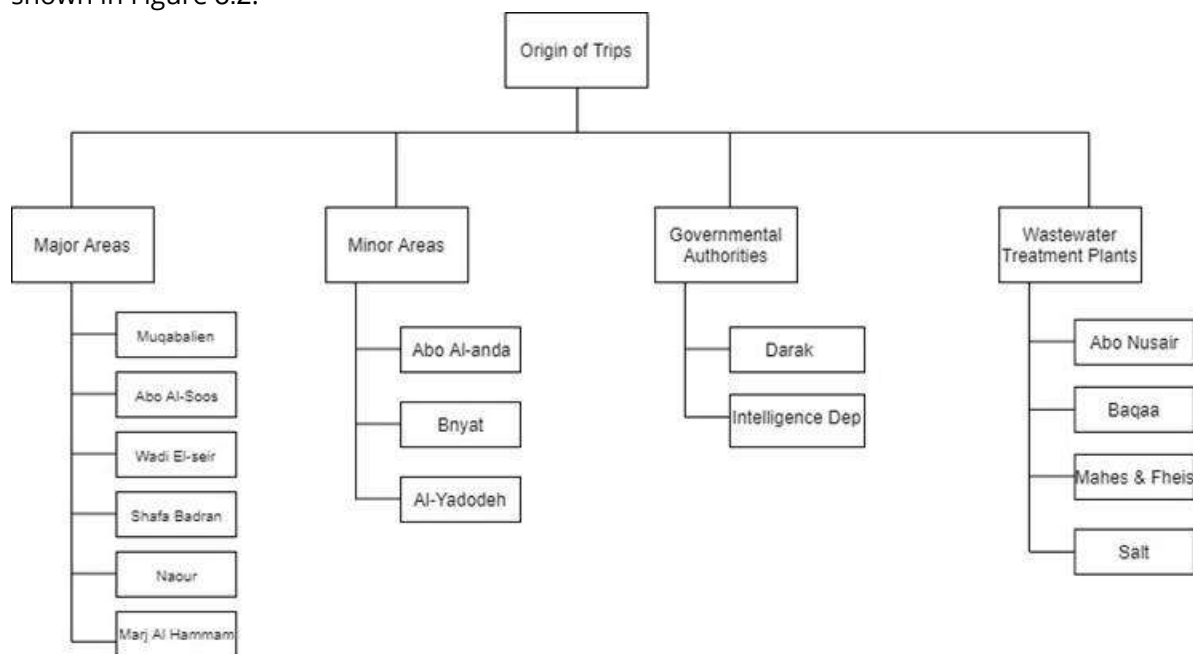 shown in Figure 6.2.
Origin of Trips
Major Areas
Minor Areas
Governmental
Authorities
Wastewater
Treatment Plants
Muqabalien
Abo Al-Soos
Wadi El-seir
Shafa Badran
Naour
Marj Al Hammam
Abo Al-anda
Bnyat
Al-Yadodeh
Darak
Intelligence Dep
Abo Nusair
Baqaa
Mahes & Fheis
Salt